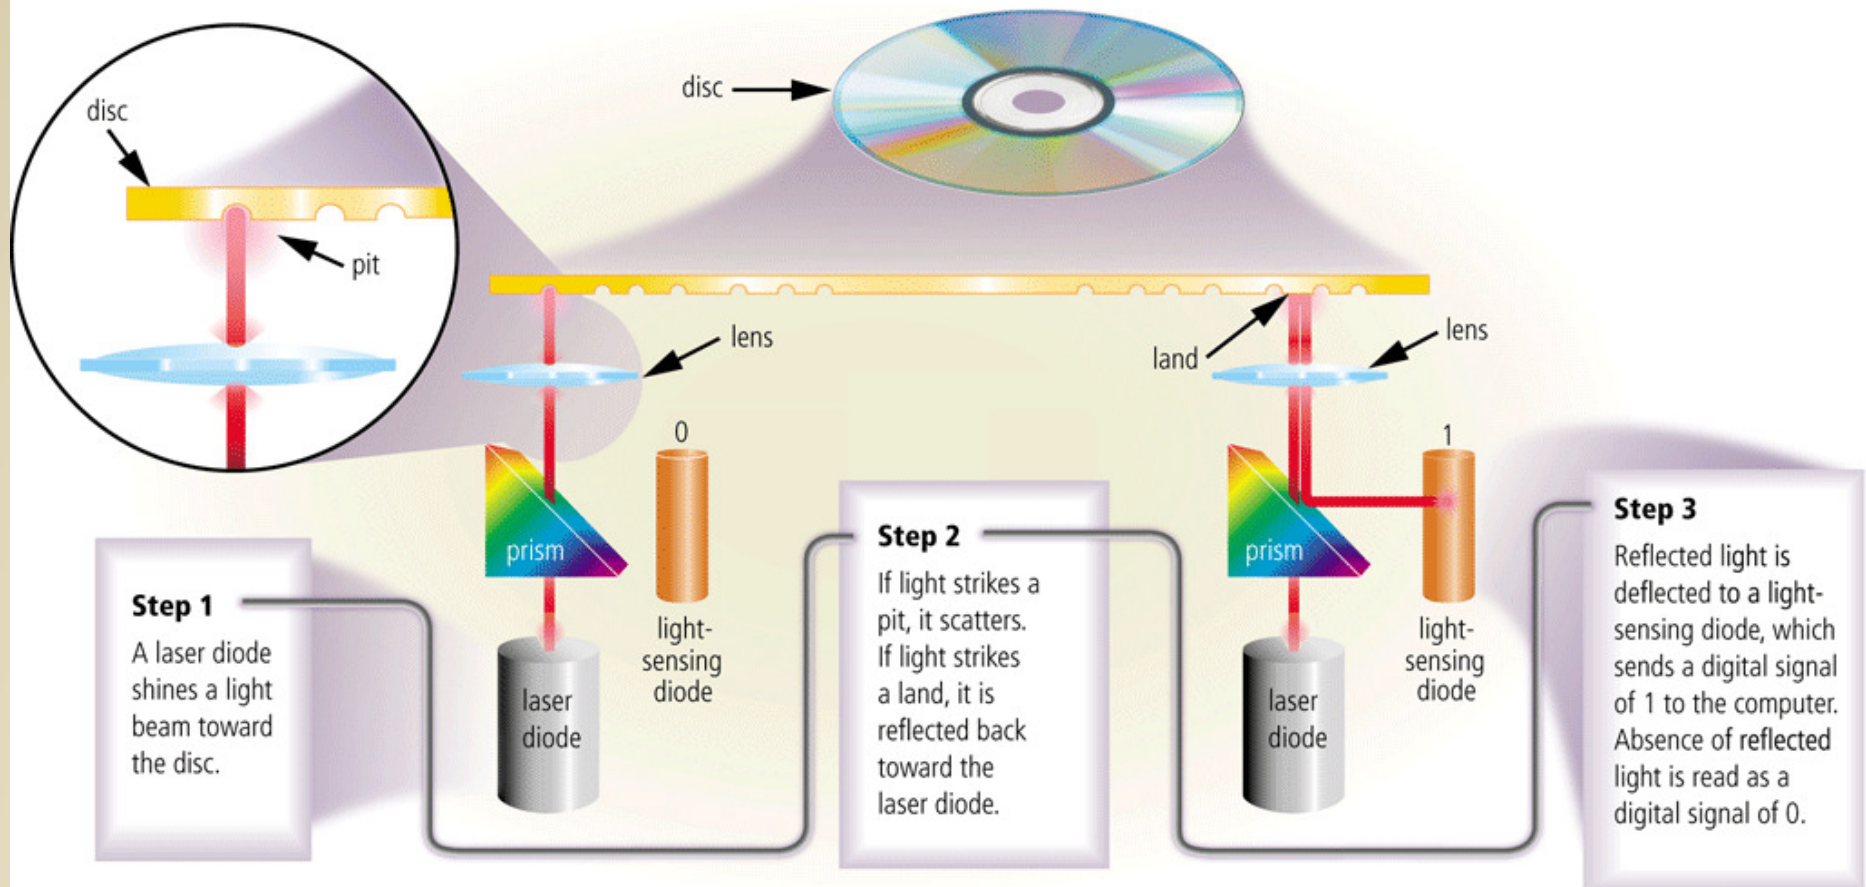 disc
disc
pit
lens
land
lens
0
1
prism
prism
light-
sensing
diode
light-
sensing
diode
laser
diode
laser
diode
Step 1
A laser diode
shines a light
beam toward
the disc.
Step 2
If light strikes a
pit, it scatters.
If light strikes
a land, it is
reflected back
toward the
laser diode.
Step 3
Reflected light is
deflected to a light-
sensing diode, which
sends a digital signal
of 1 to the computer.
Absence of reflected
light is read as a
digital signal of 0.